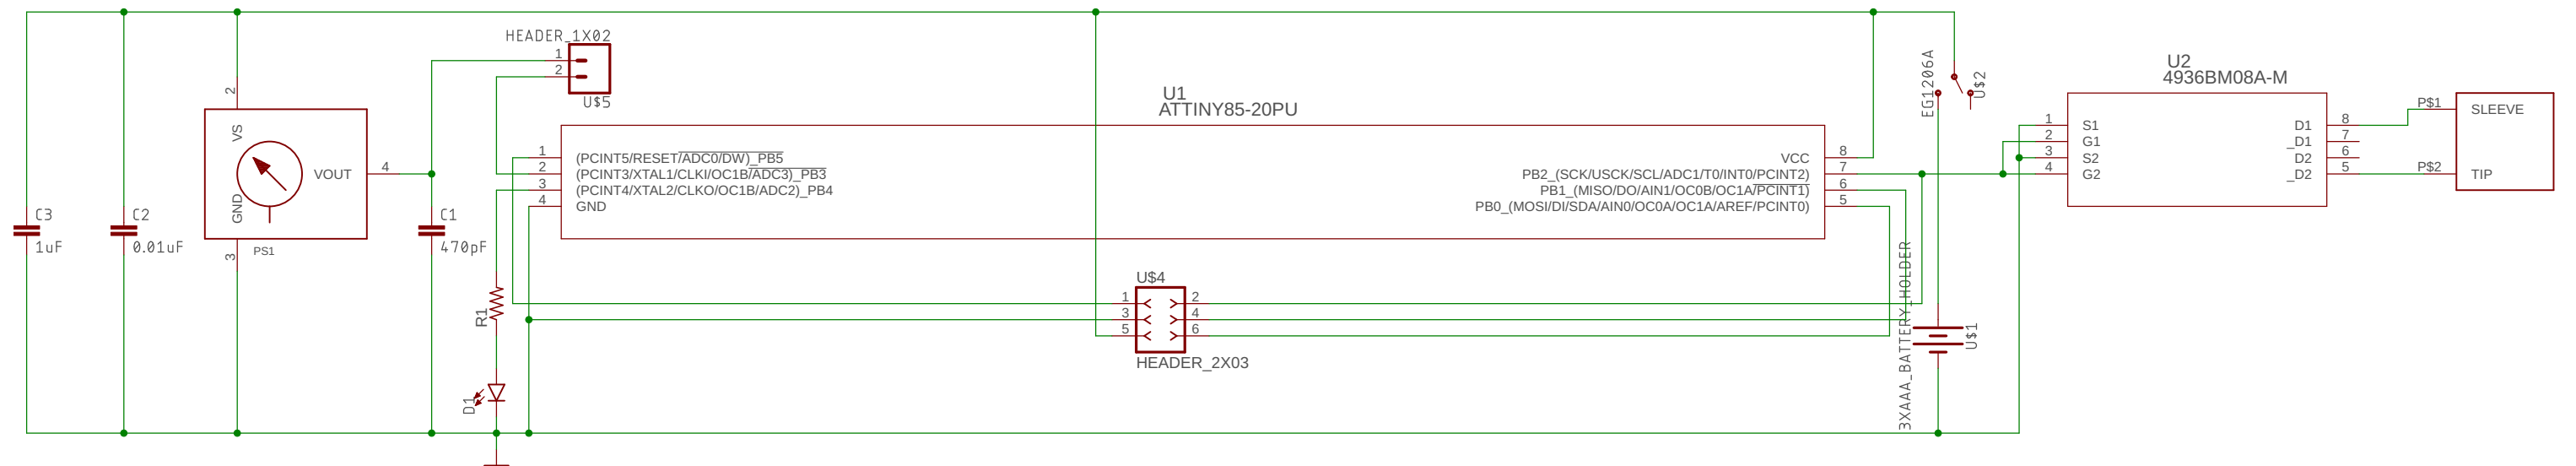 C3
1uF
C2
0.01uF
2
VS
GND
VOUT
4
3
PS1
C1
470pF
HEADER_1X02
1
2
U$5
R1
D1
U1
ATTINY85-20PU
1
(PCINT5/RESET/ADC0/DW)_PB5
2
(PCINT3/XTAL1/CLKI/OC1B/ADC3)_PB3
3
(PCINT4/XTAL2/CLKO/OC1B/ADC2)_PB4
4
GND
VCC
8
PB2_(SCK/USCK/SCL/ADC1/T0/INT0/PCINT2)
7
PB1_(MISO/DO/AIN1/OC0B/OC1A/PCINT1)
6
PB0_(MOSI/DI/SDA/AIN0/OC0A/OC1A/AREF/PCINT0)
5
U$4
1 2
3 4
5 6
HEADER_2X03
EG1206A
U$2
3XAAA_BATTERY_HOLDER
U$1
U2
4936BM08A-M
1 S1 D1 8
2 G1 _D1 7
3 S2 D2 6
4 G2 _D2 5
P$1 SLEEVE
P$2 TIP